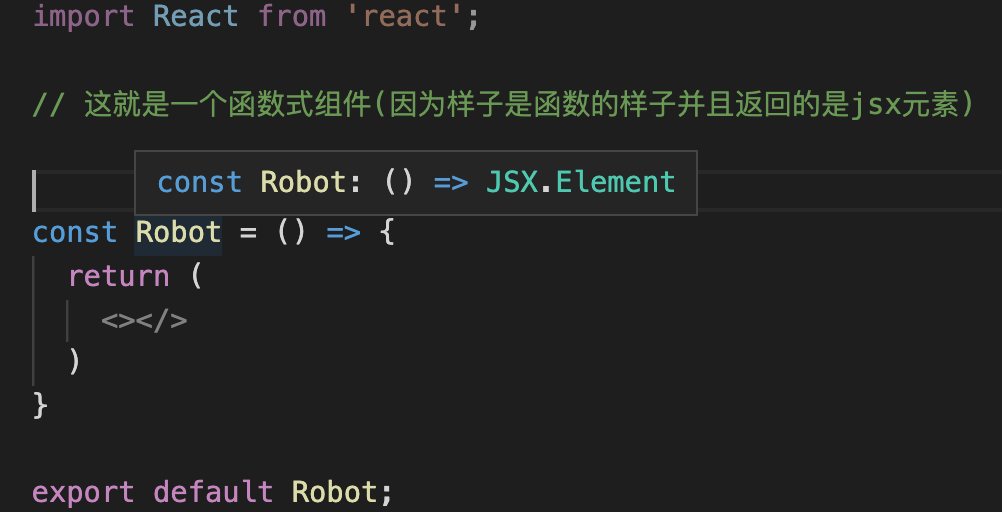 import React from 'react';
// 这就是一个函数式组件(因为样子是函数的样子并且返回的是jsx元素)
const Robot: () => JSX.Element
const Robot = () => {
return (
<></>
)
}
export default Robot;